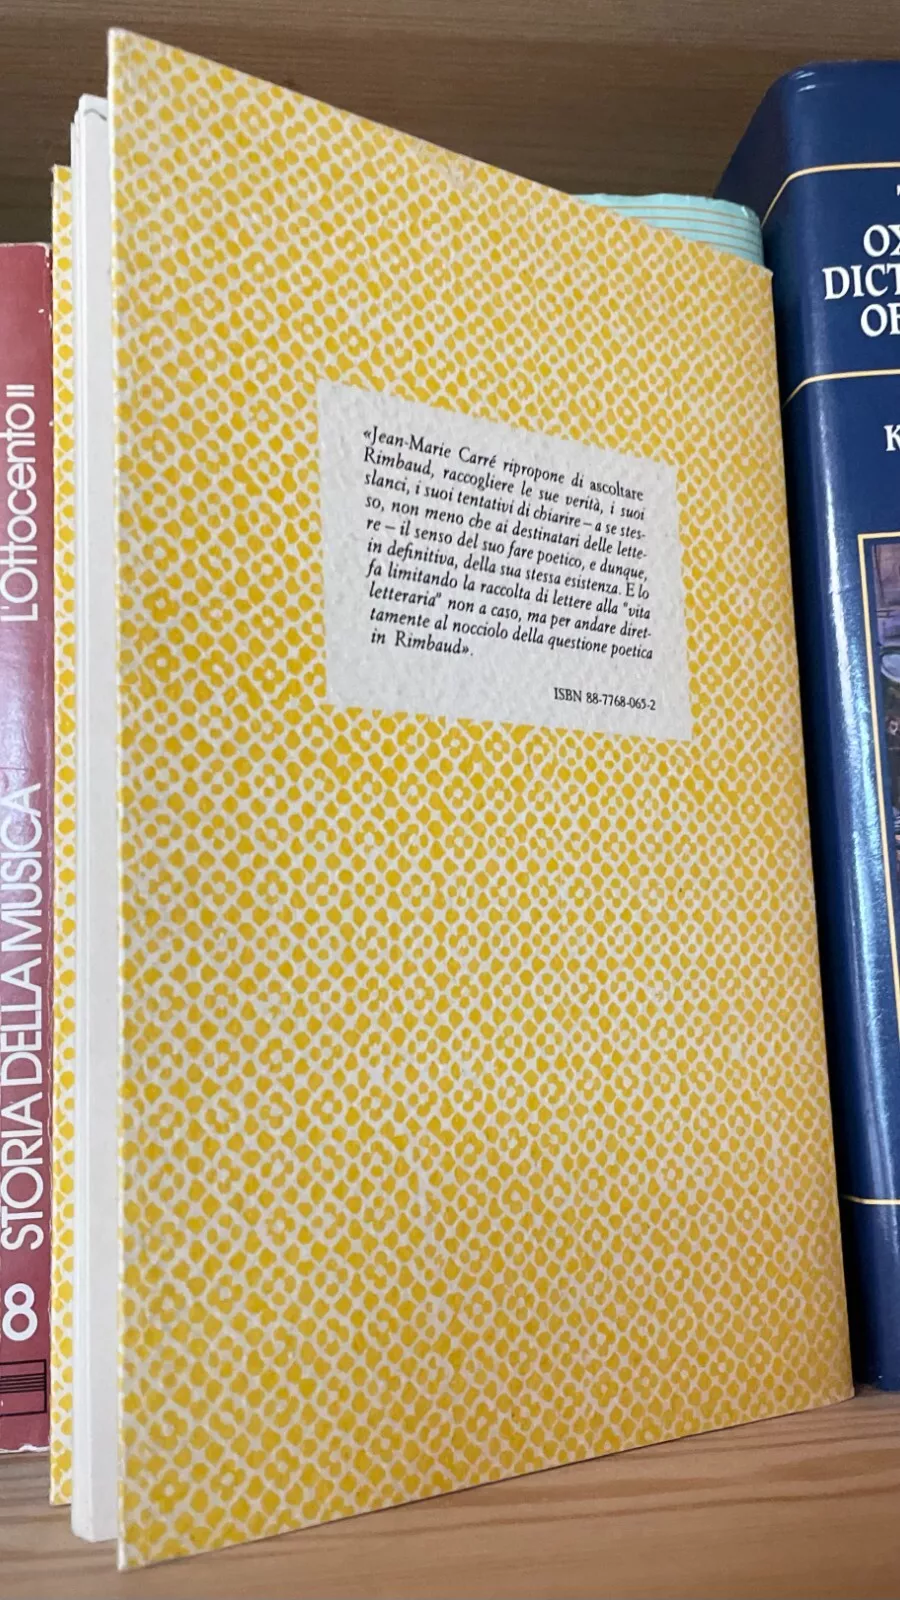 «Jean-Marie Carré ripropone di ascoltare
Rimbaud, raccogliere le sue verità, i suoi
slanci, i suoi tentativi di chiarire – a se stes-
so, non meno che ai destinatari delle lette-
re – il senso del suo fare poetico, e dunque,
in definitiva, della sua stessa esistenza. E lo
fa limitando la raccolta di lettere alla "vita
letteraria" non a caso, ma per andare diret-
tamente al nocciolo della questione poetica
in Rimbaud».
ISBN 88-7768-065-2
8 STORIA DELLA MUSICA L'Ottocento II
DICT
K